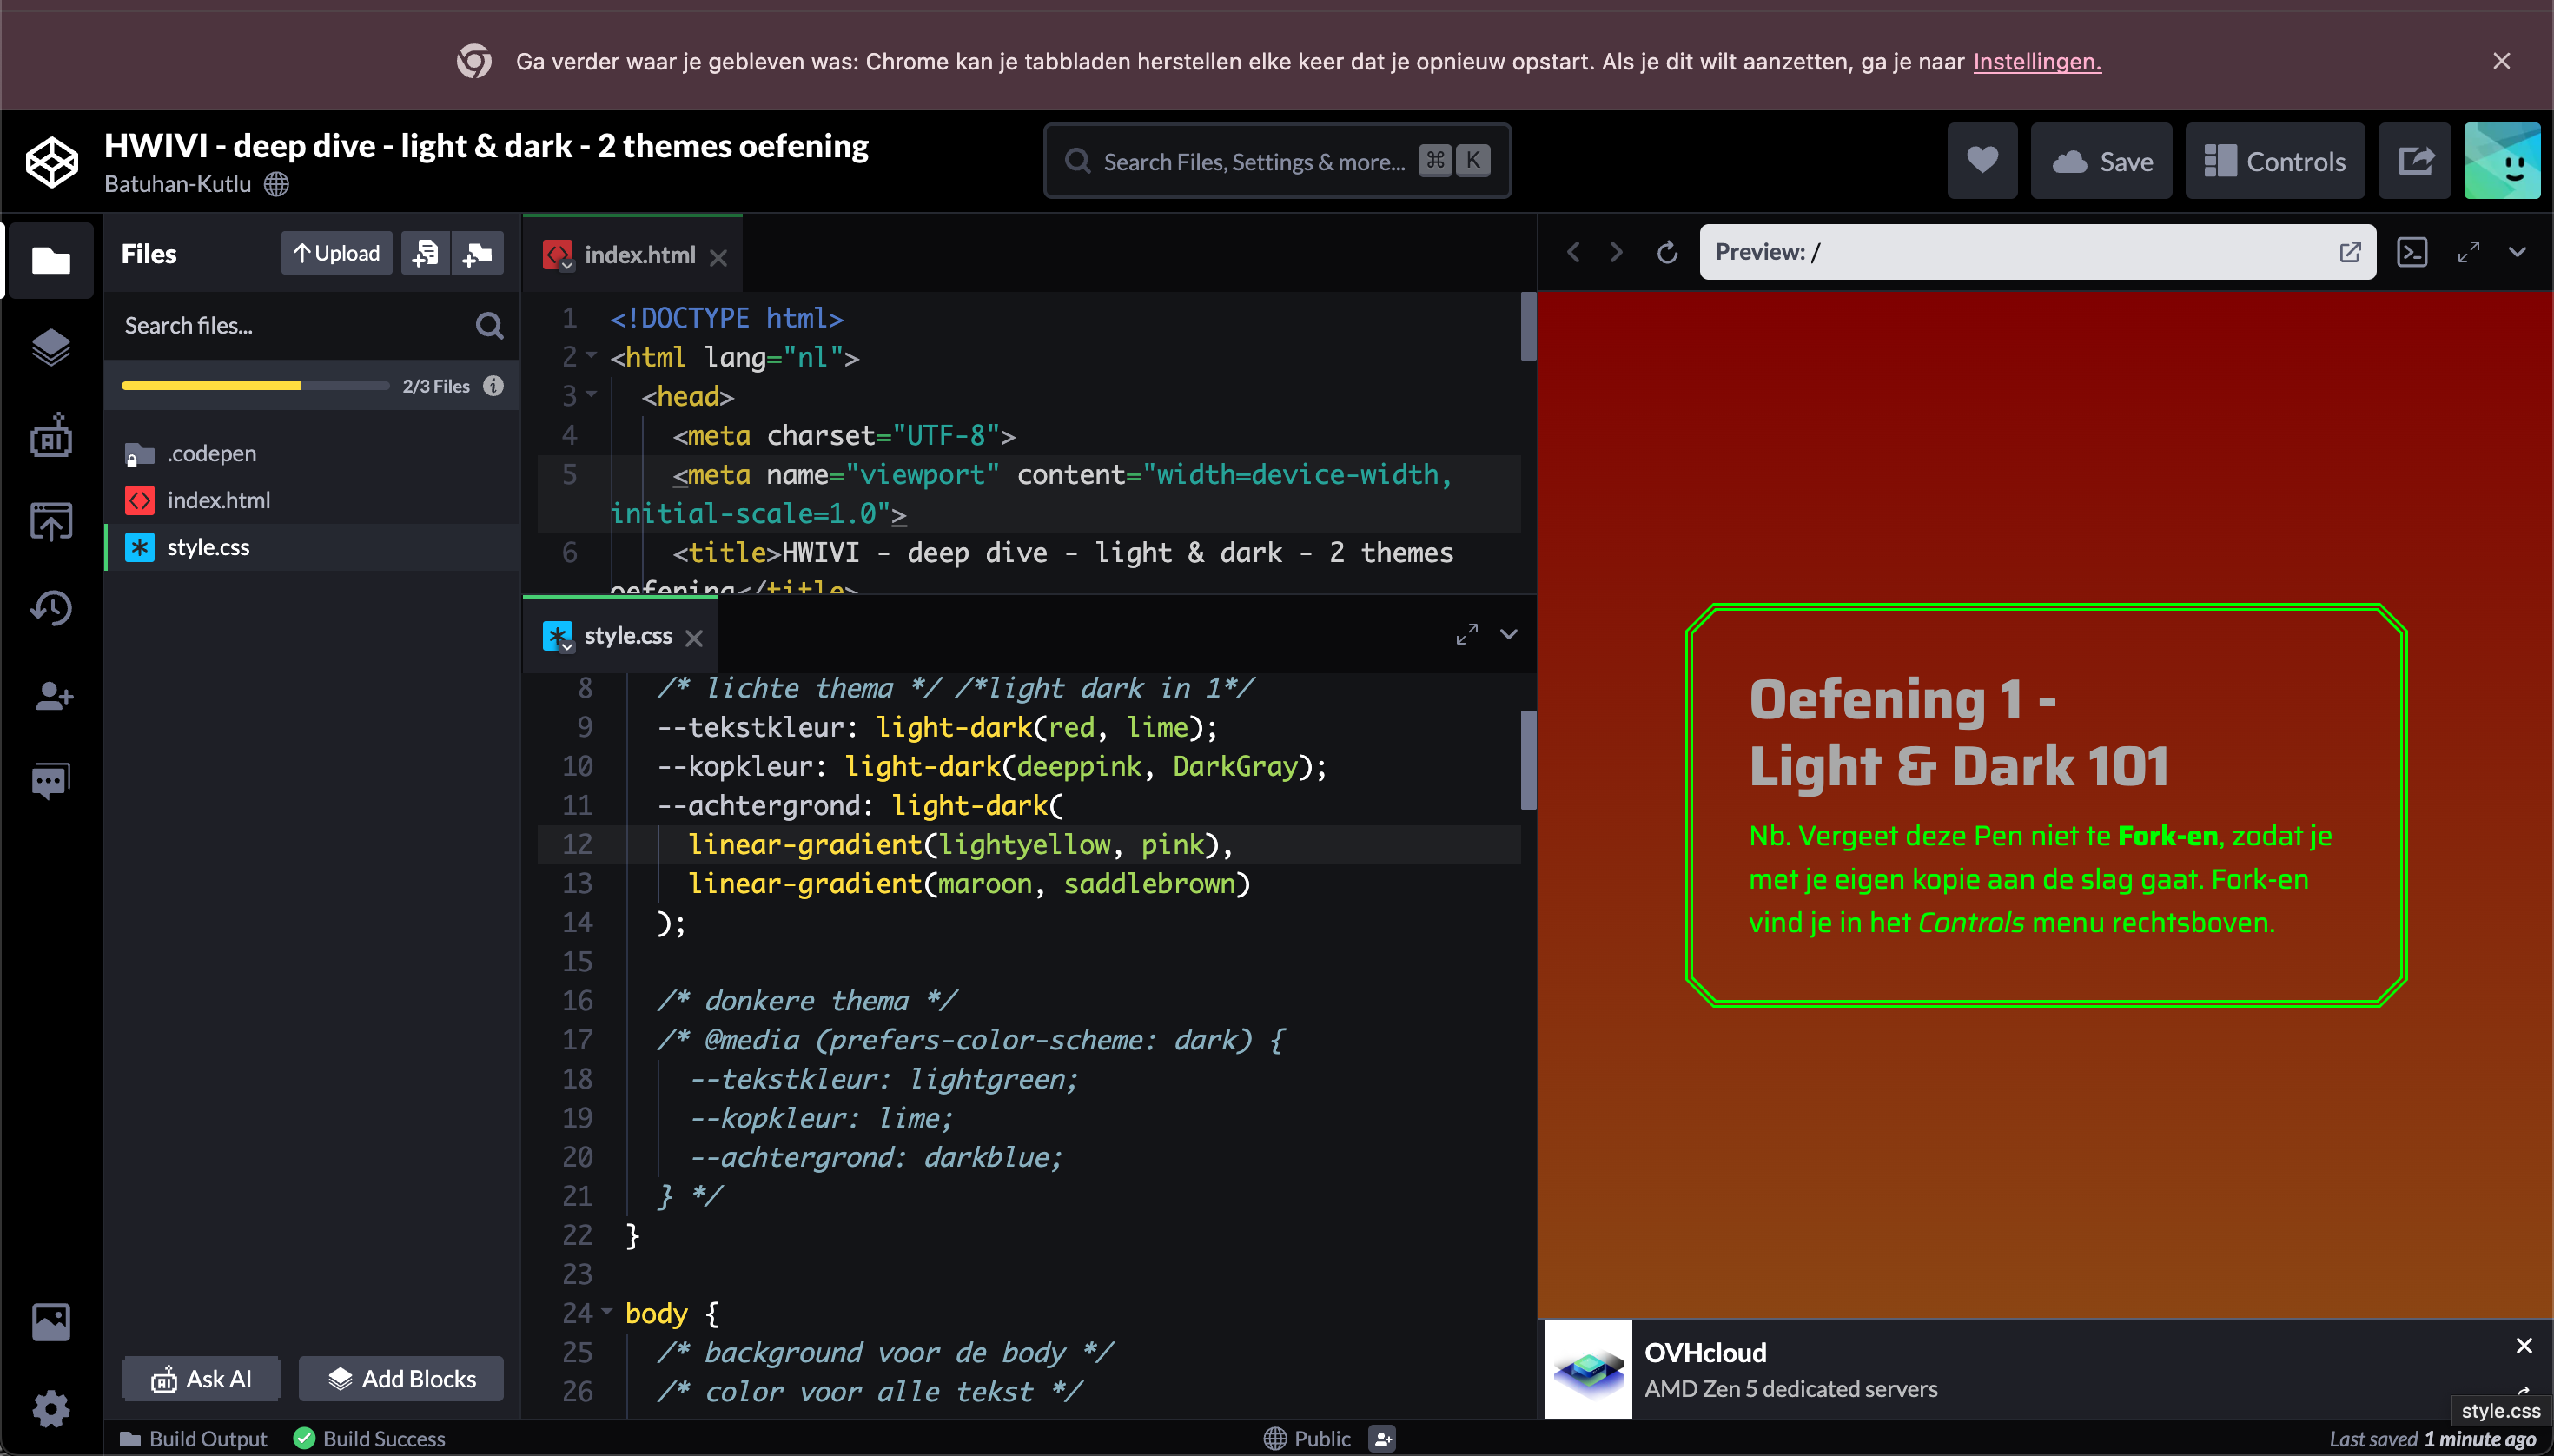 Ga verder waar je gebleven was: Chrome kan je tabbladen herstellen elke keer dat je opnieuw opstart. Als je dit wilt aanzetten, ga je naar Instellingen.
HWIVI - deep dive - light & dark - 2 themes oefening
Batuhan-Kutlu
Search Files, Settings & more... ⌘ K
Save
Controls
Files
Upload
Search files...
2/3 Files
.codepen
index.html
style.css
index.html
1 <!DOCTYPE html>
2 <html lang="nl">
3 <head>
4 <meta charset="UTF-8">
5 <meta name="viewport" content="width=device-width,
initial-scale=1.0">
6 <title>HWIVI - deep dive - light & dark - 2 themes
oefening</title>
style.css
8 /* lichte thema */ /*light dark in 1*/
9 --tekstkleur: light-dark(red, lime);
10 --kopkleur: light-dark(deeppink, DarkGray);
11 --achtergrond: light-dark(
12 linear-gradient(lightyellow, pink),
13 linear-gradient(maroon, saddlebrown)
14 );
15
16 /* donkere thema */
17 /* @media (prefers-color-scheme: dark) {
18 --tekstkleur: lightgreen;
19 --kopkleur: lime;
20 --achtergrond: darkblue;
21 } */
22 }
23
24 body {
25 /* background voor de body */
26 /* color voor alle tekst */
Preview: /
Oefening 1 -
Light & Dark 101
Nb. Vergeet deze Pen niet te Fork-en, zodat je
met je eigen kopie aan de slag gaat. Fork-en
vind je in het Controls menu rechtsboven.
OVHcloud
AMD Zen 5 dedicated servers
style.css
AI
Ask AI
Add Blocks
Build Output
Build Success
Public
Last saved 1 minute ago